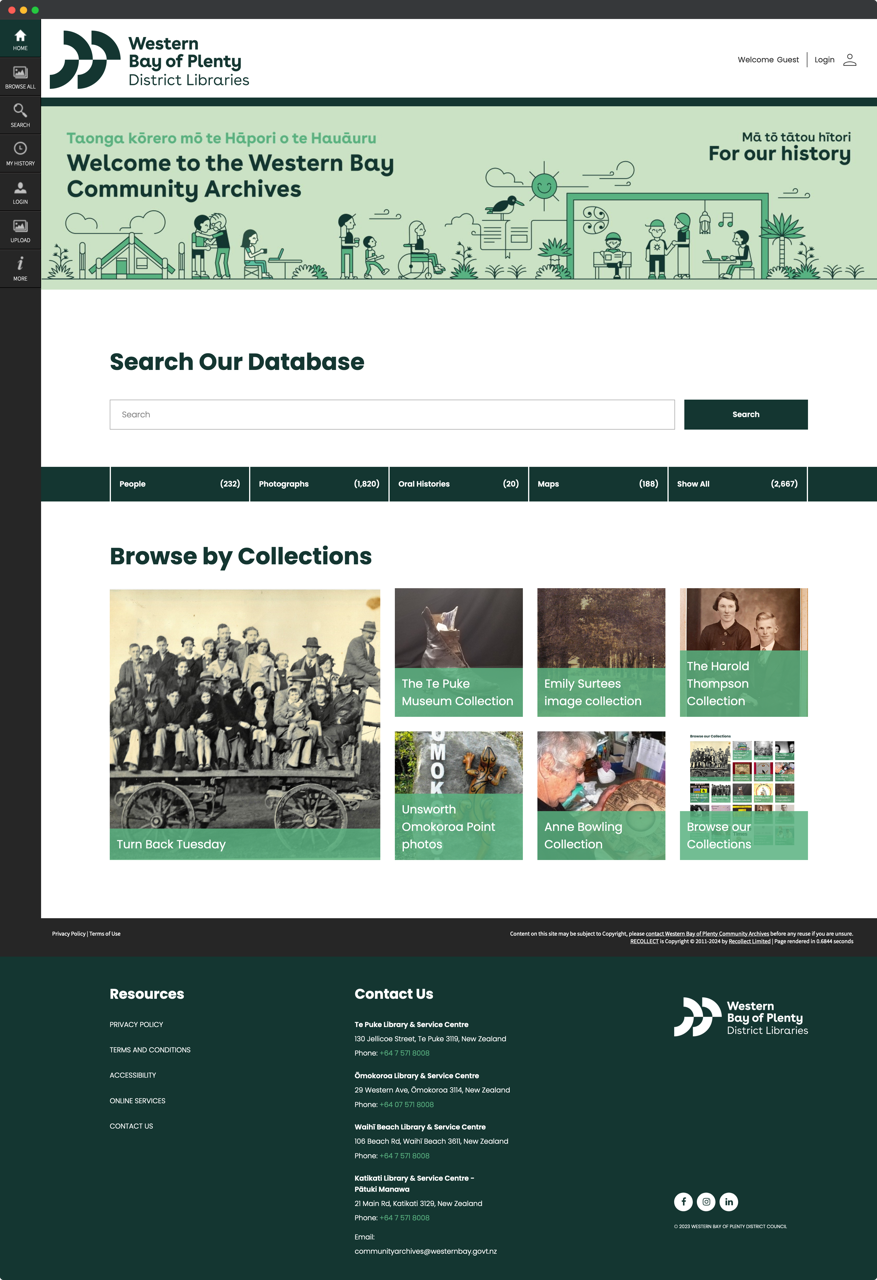 HOME
BROWSE ALL
SEARCH
MY HISTORY
LOGIN
UPLOAD
MORE
Western
Bay of Plenty
District Libraries
Welcome Guest
Login
Taonga kōrero mō te Hāpori o te Hauāuru
Welcome to the Western Bay
Community Archives
Mā tō tātou hītori
For our history
Search Our Database
Search
Search
People (232)
Photographs (1,820)
Oral Histories (20)
Maps (188)
Show All (2,667)
Browse by Collections
Turn Back Tuesday
The Te Puke
Museum Collection
Emily Surtees
image collection
The Harold
Thompson
Collection
OMOK
Unsworth
Omokoroa Point
photos
Anne Bowling
Collection
Browse our Collections
Browse our
Collections
Privacy Policy | Terms of Use
Content on this site may be subject to Copyright, please contact Western Bay of Plenty Community Archives before any reuse if you are unsure.
RECOLLECT is Copyright © 2011-2024 by Recollect Limited | Page rendered in 0.6844 seconds
Resources
PRIVACY POLICY
TERMS AND CONDITIONS
ACCESSIBILITY
ONLINE SERVICES
CONTACT US
Contact Us
Te Puke Library & Service Centre
130 Jellicoe Street, Te Puke 3119, New Zealand
Phone: +64 7 571 8008
Ōmokoroa Library & Service Centre
29 Western Ave, Ōmokoroa 3114, New Zealand
Phone: +64 07 571 8008
Waihī Beach Library & Service Centre
106 Beach Rd, Waihī Beach 3611, New Zealand
Phone: +64 7 571 8008
Katikati Library & Service Centre -
Pātuki Manawa
21 Main Rd, Katikati 3129, New Zealand
Phone: +64 7 571 8008
Email:
communityarchives@westernbay.govt.nz
Western
Bay of Plenty
District Libraries
© 2023 WESTERN BAY OF PLENTY DISTRICT COUNCIL